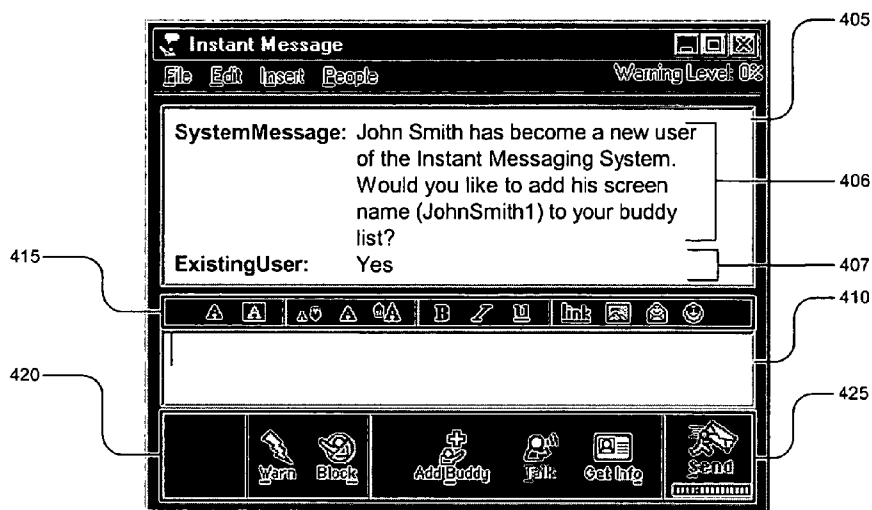 405
Instant Message
File Edit Insert People Warning Level: 0%
SystemMessage: John Smith has become a new user
of the Instant Messaging System.
Would you like to add his screen
name (JohnSmith1) to your buddy
list?
406
415
ExistingUser: Yes
407
410
A A A A A B I U link
420
425
Warn Block Add Buddy Talk Get Info Send